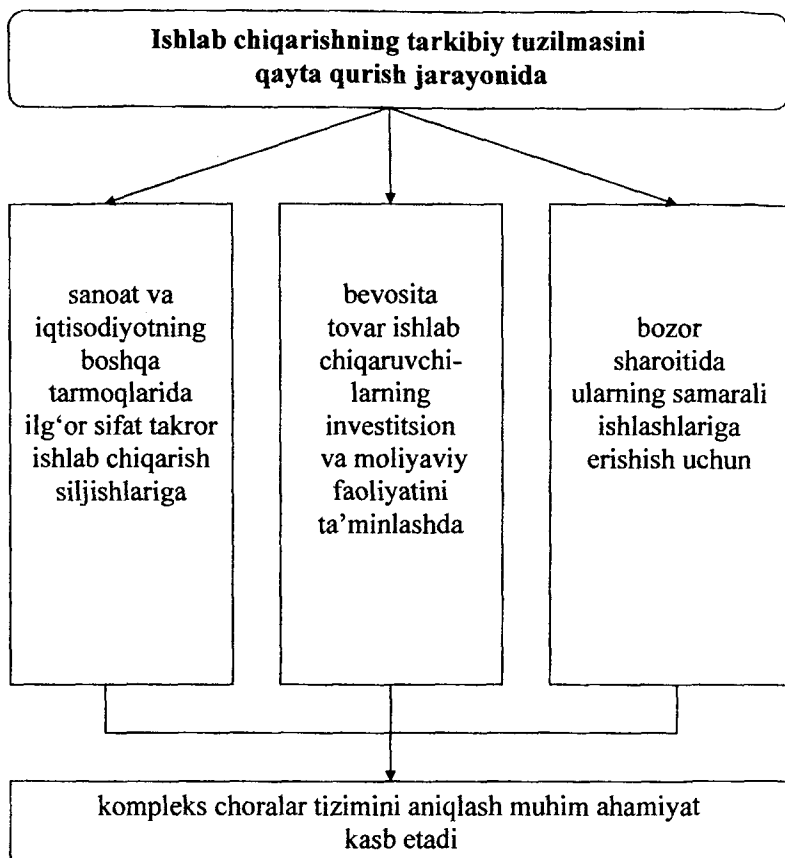 Ishlab chiqarishning tarkibiy tuzilmasini
qayta qurish jarayonida
sanoat va
iqtisodiyotning
boshqa
tarmoqlarida
ilg‘or sifat takror
ishlab chiqarish
siljishlariga
bevosita
tovar ishlab
chiqaruvchi-
larning
investitsion
va moliyaviy
faoliyatini
ta’minlashda
bozor
sharoitida
ularning samarali
ishlashlariga
erishish uchun
kompleks choralar tizimini aniqlash muhim ahamiyat
kasb etadi